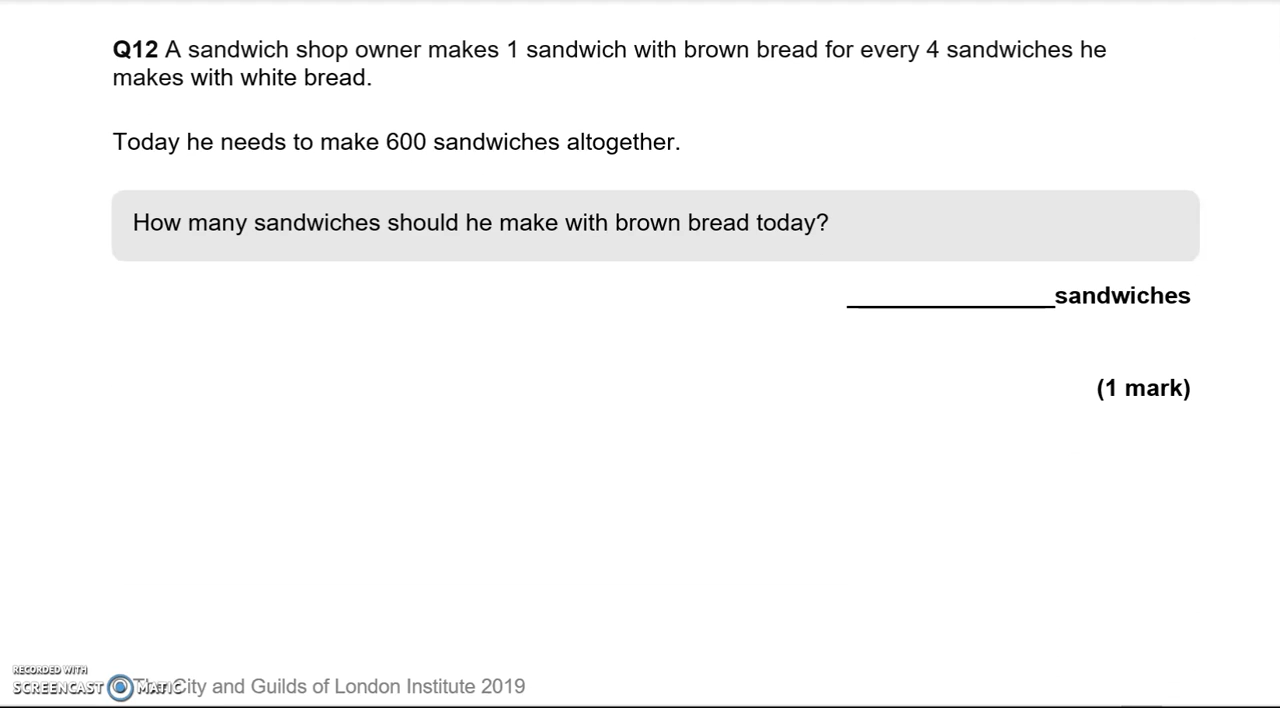 Q12 A sandwich shop owner makes 1 sandwich with brown bread for every 4 sandwiches he
makes with white bread.
Today he needs to make 600 sandwiches altogether.
How many sandwiches should he make with brown bread today?
______________sandwiches
(1 mark)
RECORDED WITH
SCREENCAST MATIC
City and Guilds of London Institute 2019